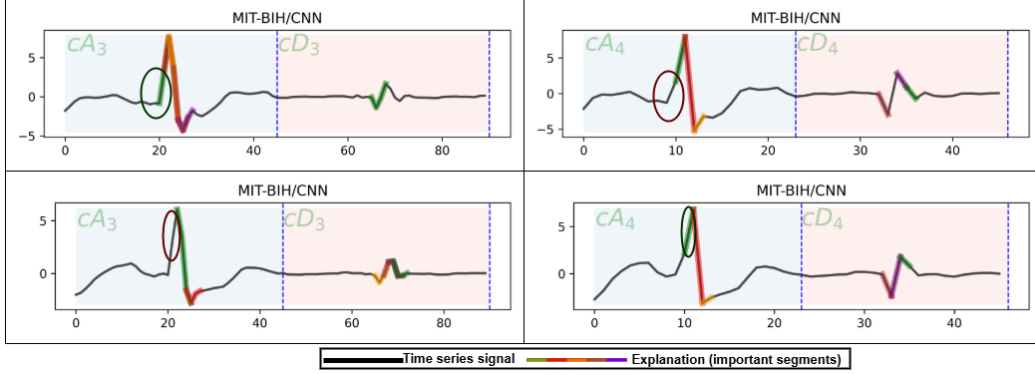 MIT-BIH/CNN
cA3 cD3
5
0
−5
0 20 40 60 80
MIT-BIH/CNN
cA4 cD4
5
0
−5
0 10 20 30 40
MIT-BIH/CNN
cA3 cD3
5
0
0 20 40 60 80
MIT-BIH/CNN
cA4 cD4
5
0
0 10 20 30 40
Time series signal Explanation (important segments)